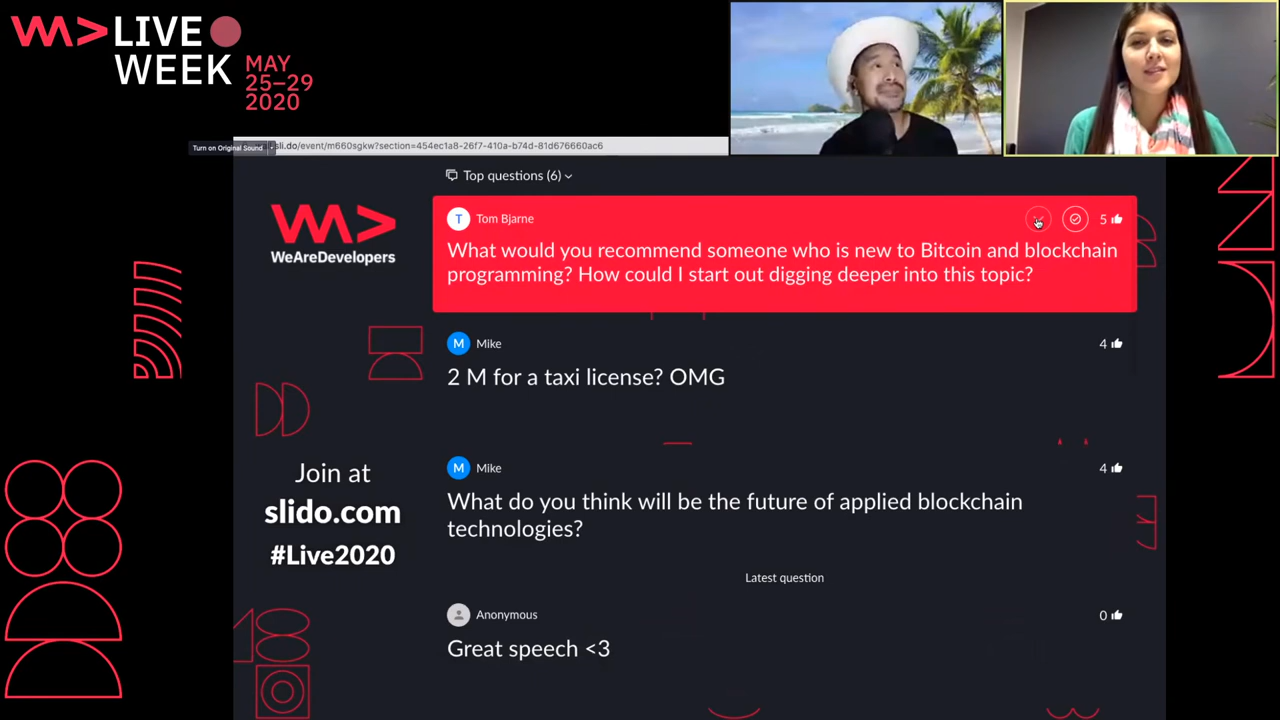 LIVE
WEEK
MAY
25–29
2020
Turn on Original Sound
sli.do/event/m660sgkw?section=454ec1a8-26f7-410a-b74d-81d676660ac6
Top questions (6)
WeAreDevelopers
T Tom Bjarne 5
What would you recommend someone who is new to Bitcoin and blockchain
programming? How could I start out digging deeper into this topic?
M Mike 4
2 M for a taxi license? OMG
Join at
slido.com
#Live2020
M Mike 4
What do you think will be the future of applied blockchain
technologies?
Latest question
Anonymous 0
Great speech <3